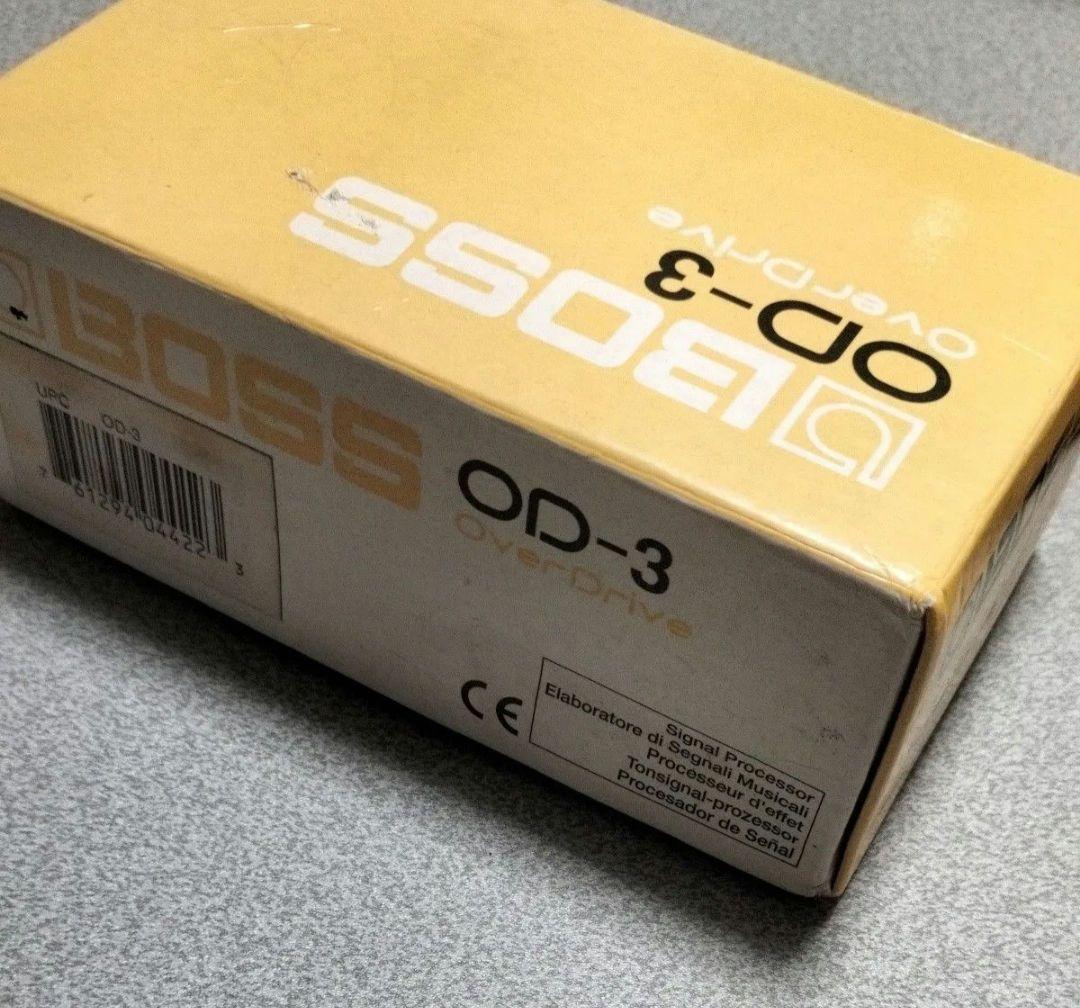 BOSS
OD-3
OverDrive
BOSS
OD-3
OverDrive
UPC OD-3
7 61294 04422 3
CE
Signal Processor
Elaboratore di Segnali Musicali
Processeur d'effet
Tonsignal-prozessor
Procesador de Señal